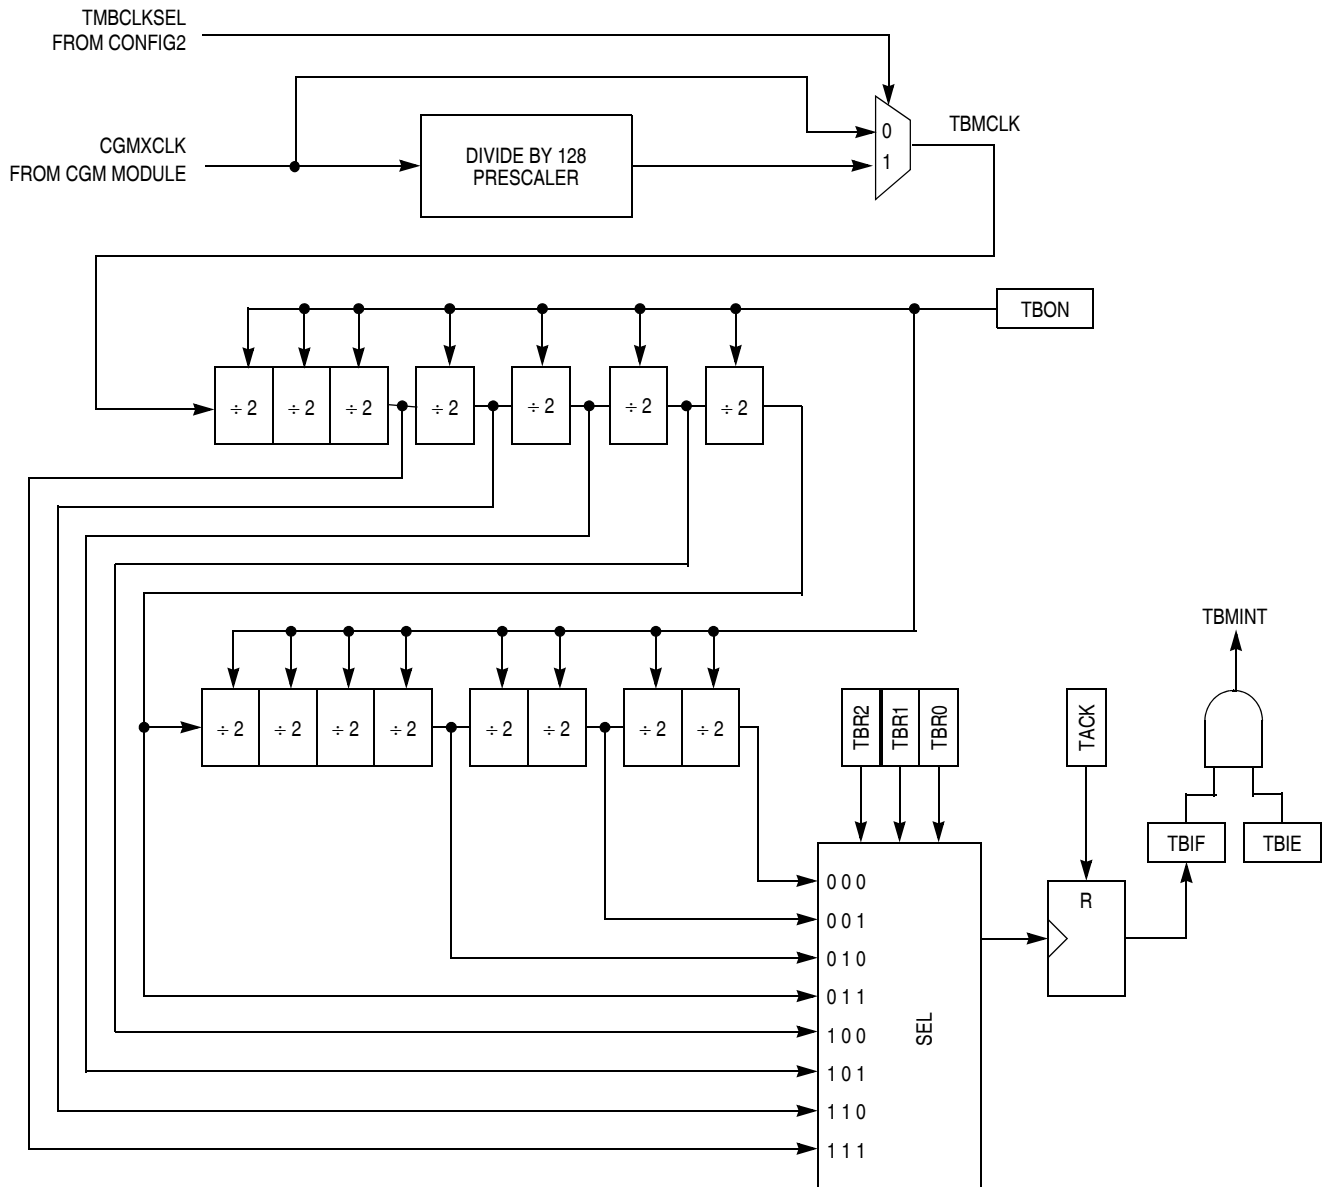 TMBCLKSEL
FROM CONFIG2
CGMXCLK
FROM CGM MODULE
DIVIDE BY 128
PRESCALER
0
1
TBMCLK
TBON
÷ 2
÷ 2
÷ 2
÷ 2
÷ 2
÷ 2
÷ 2
TBMINT
÷ 2
÷ 2
÷ 2
÷ 2
÷ 2
÷ 2
÷ 2
÷ 2
TBR2
TBR1
TBR0
TACK
TBIF
TBIE
0 0 0
0 0 1
0 1 0
0 1 1
1 0 0
1 0 1
1 1 0
1 1 1
SEL
R